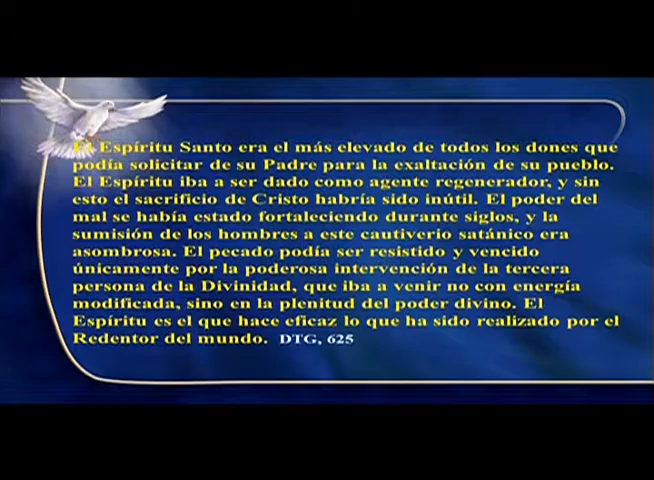 El Espíritu Santo era el más elevado de todos los dones que
podía solicitar de su Padre para la exaltación de su pueblo.
El Espíritu iba a ser dado como agente regenerador, y sin
esto el sacrificio de Cristo habría sido inútil. El poder del
mal se había estado fortaleciendo durante siglos, y la
sumisión de los hombres a este cautiverio satánico era
asombrosa. El pecado podía ser resistido y vencido
únicamente por la poderosa intervención de la tercera
persona de la Divinidad, que iba a venir no con energía
modificada, sino en la plenitud del poder divino. El
Espíritu es el que hace eficaz lo que ha sido realizado por el
Redentor del mundo. DTG, 625